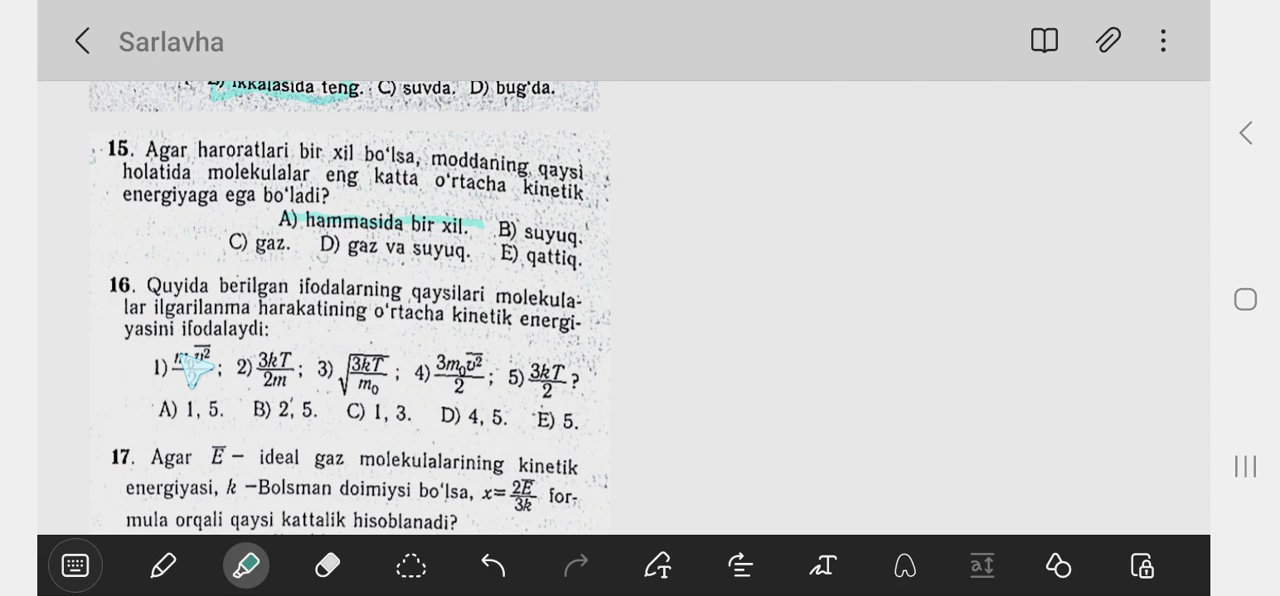 Sarlavha
ikkalasida teng. C) suvda. D) bug'da.
15. Agar haroratlari bir xil bo'lsa, moddaning qaysi
holatida molekulalar eng katta o'rtacha kinetik
energiyaga ega bo'ladi?
A) hammasida bir xil. B) suyuq.
C) gaz. D) gaz va suyuq. E) qattiq.
16. Quyida berilgan ifodalarning qaysilari molekula-
lar ilgarilanma harakatining o'rtacha kinetik energi-
yasini ifodalaydi:
1) ; 2) 3kT/2m ; 3) √(3kT/m₀) ; 4) 3m₀v̅²/2 ; 5) 3kT/2 ?
A) 1, 5. B) 2, 5. C) 1, 3. D) 4, 5. E) 5.
17. Agar E̅ – ideal gaz molekulalarining kinetik
energiyasi, k –Bolsman doimiysi bo'lsa, x= 2E̅/3k for-
mula orqali qaysi kattalik hisoblanadi?